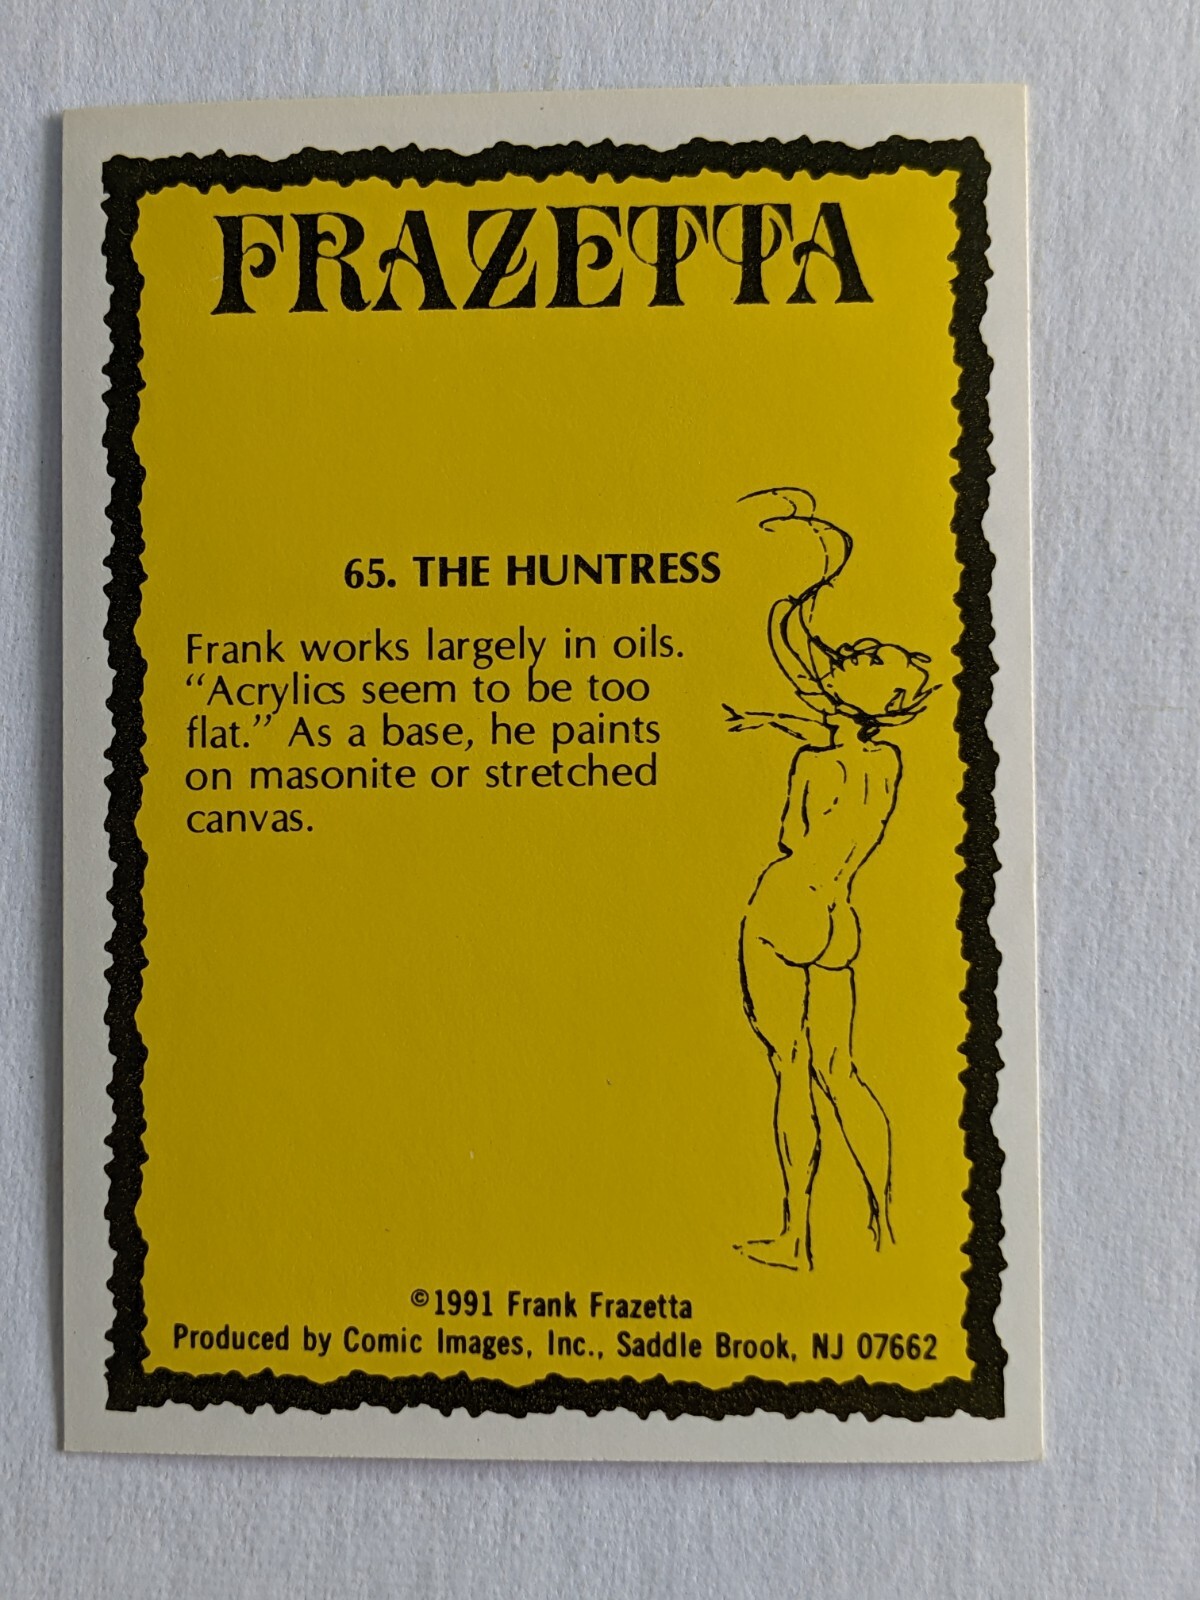 FRAZETTA
65. THE HUNTRESS
Frank works largely in oils.
“Acrylics seem to be too
flat.” As a base, he paints
on masonite or stretched
canvas.
©1991 Frank Frazetta
Produced by Comic Images, Inc., Saddle Brook, NJ 07662